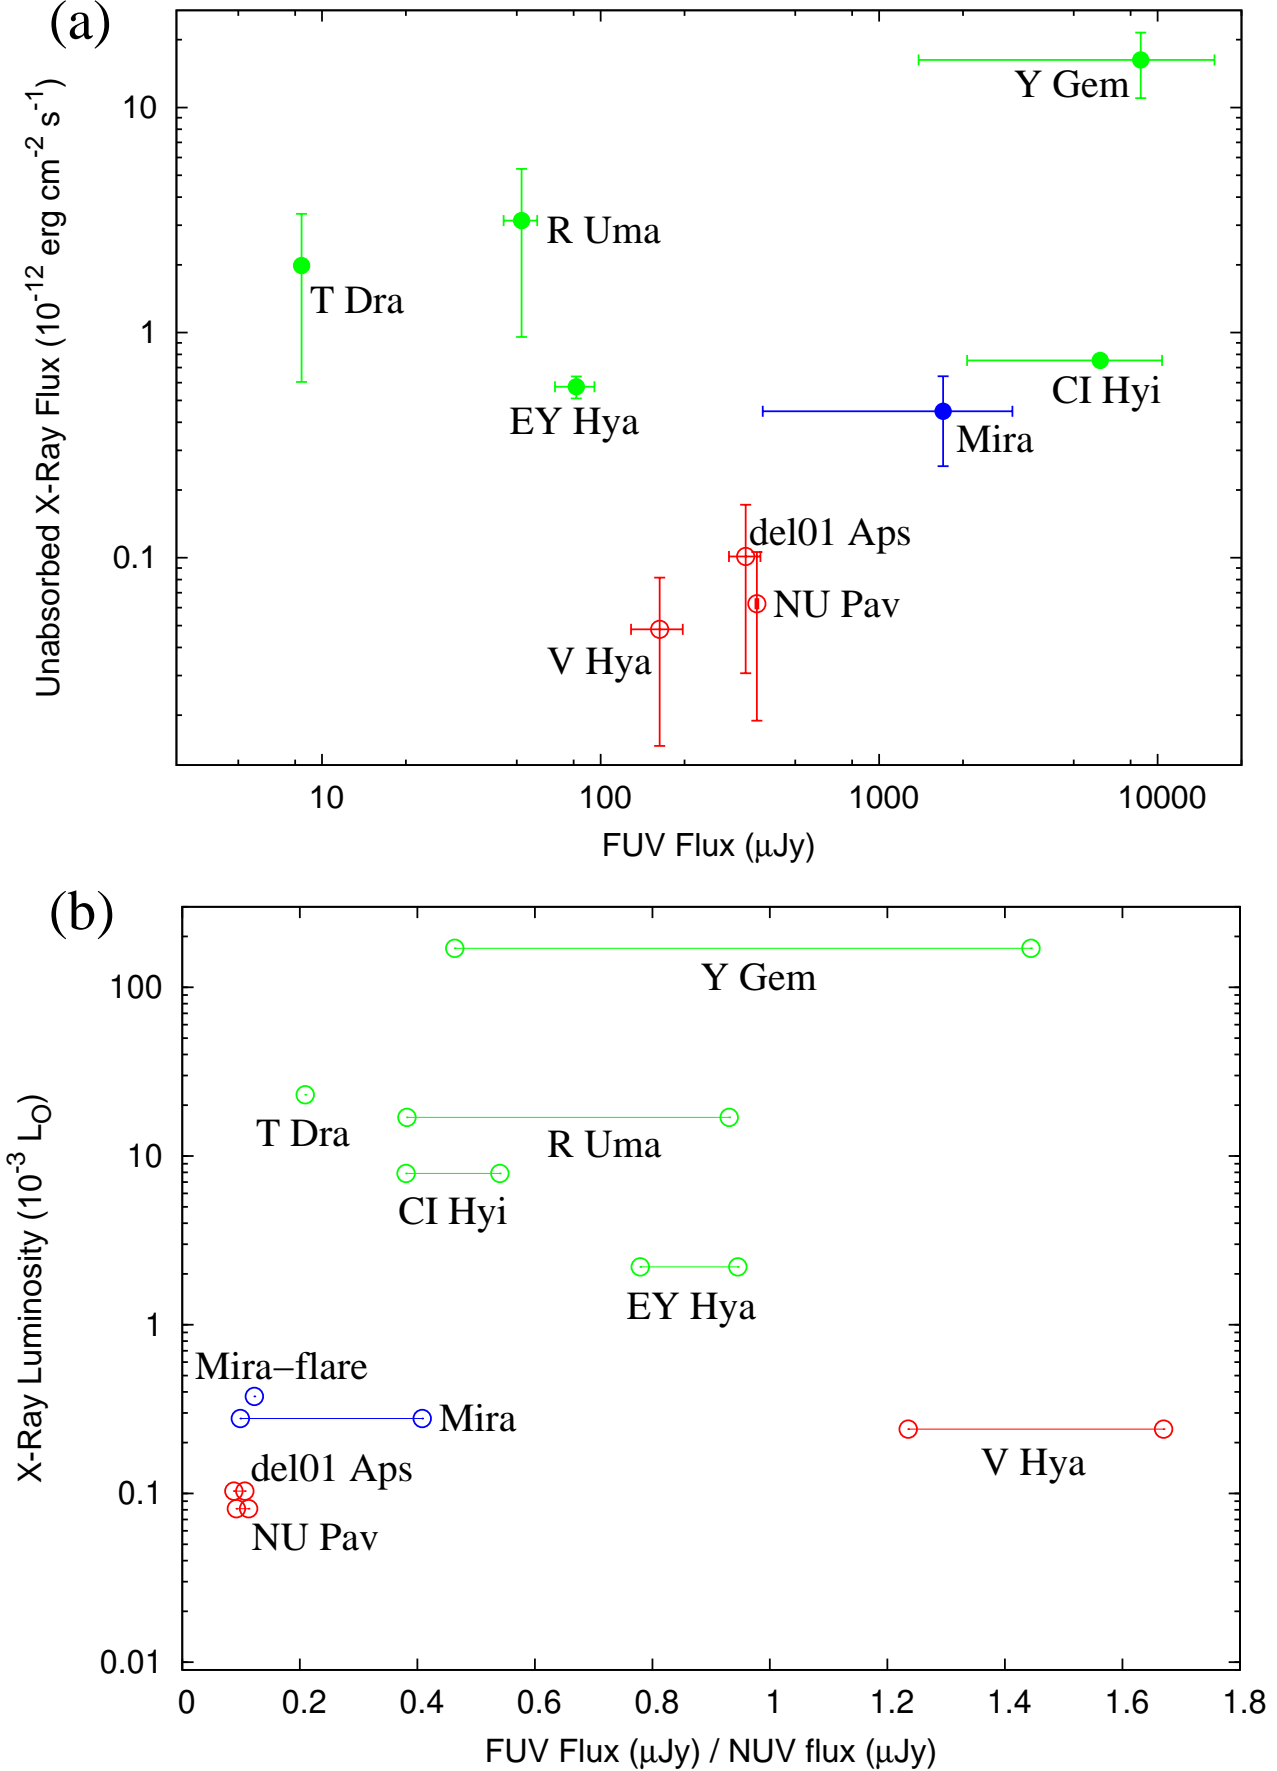 (a)
Unabsorbed X-Ray Flux (10^-12 erg cm^-2 s^-1)
10
1
0.1
Y Gem
R Uma
T Dra
CI Hyi
EY Hya
Mira
del01 Aps
NU Pav
V Hya
10 100 1000 10000
FUV Flux (μJy)
(b)
X-Ray Luminosity (10^-3 L_O)
100
10
1
0.1
0.01
Y Gem
T Dra
R Uma
CI Hyi
EY Hya
Mira−flare
Mira
V Hya
del01 Aps
NU Pav
0 0.2 0.4 0.6 0.8 1 1.2 1.4 1.6 1.8
FUV Flux (μJy) / NUV flux (μJy)